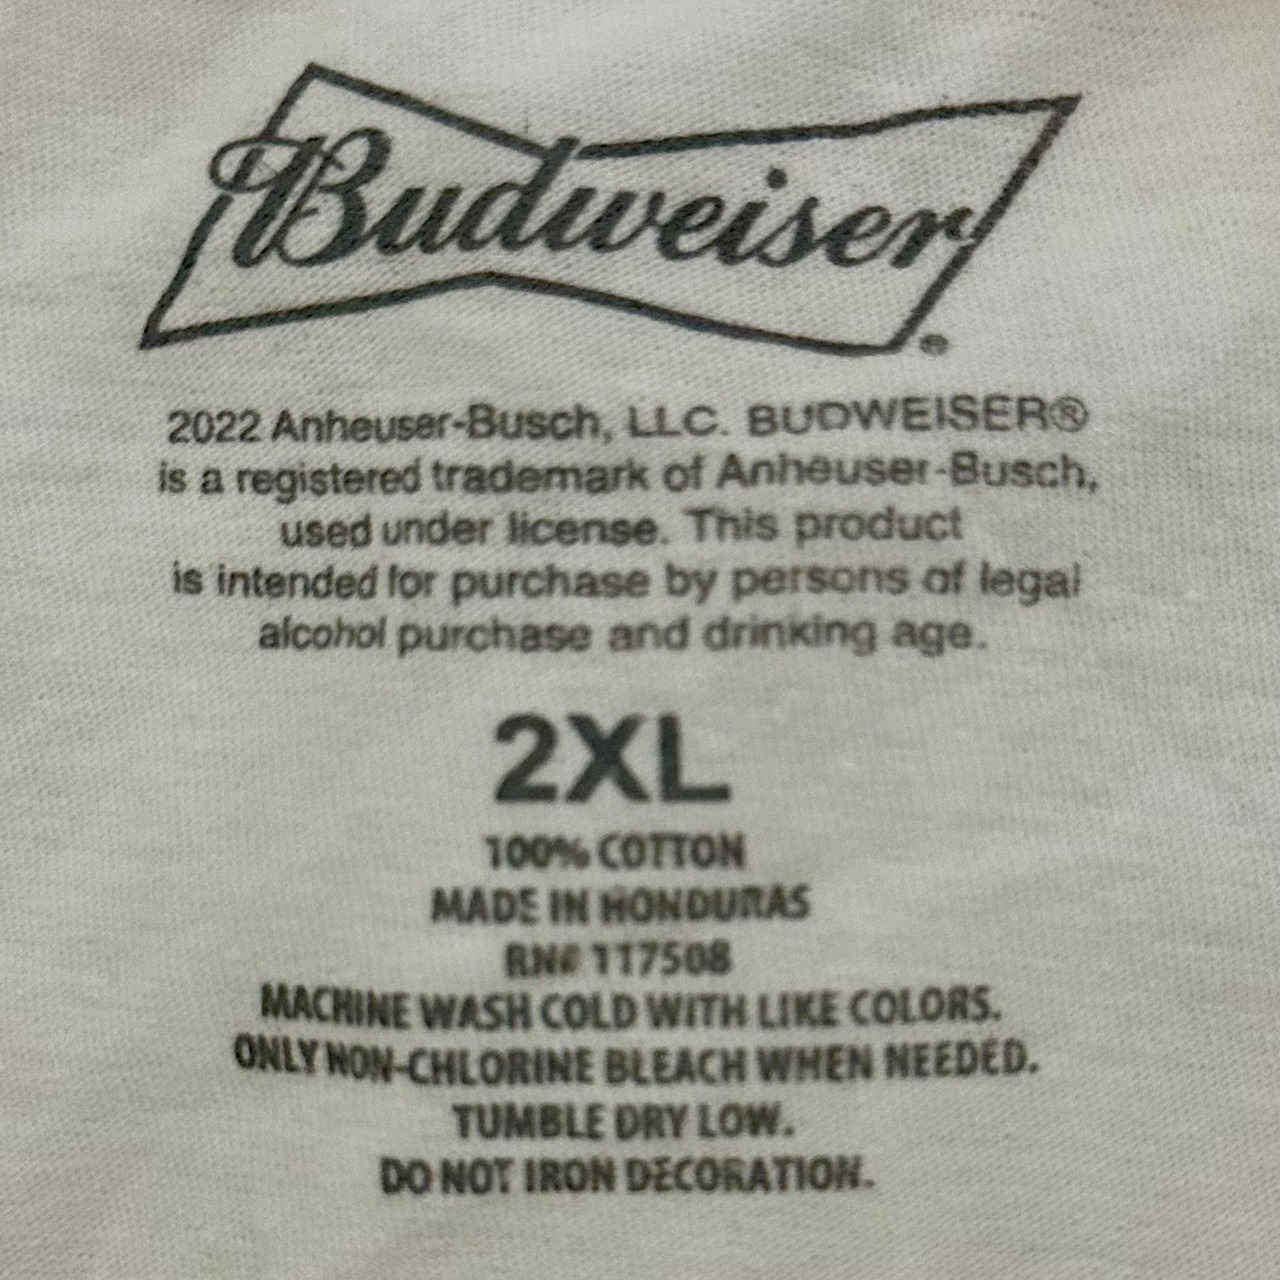 Budweiser®
2022 Anheuser-Busch, LLC. BUDWEISER®
is a registered trademark of Anheuser-Busch,
used under license. This product
is intended for purchase by persons of legal
alcohol purchase and drinking age.
2XL
100% COTTON
MADE IN HONDURAS
RN# 117508
MACHINE WASH COLD WITH LIKE COLORS.
ONLY NON-CHLORINE BLEACH WHEN NEEDED.
TUMBLE DRY LOW.
DO NOT IRON DECORATION.